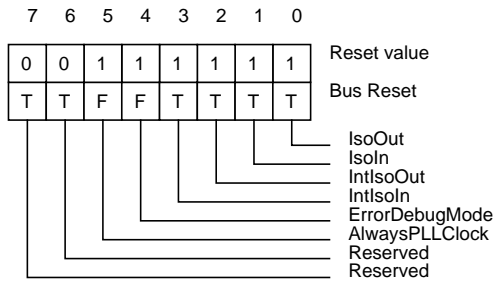 7 6 5 4 3 2 1 0
0 0 1 1 1 1 1 1 Reset value
T T F F T T T T Bus Reset
IsoOut
IsoIn
IntIsoOut
IntIsoIn
ErrorDebugMode
AlwaysPLLClock
Reserved
Reserved